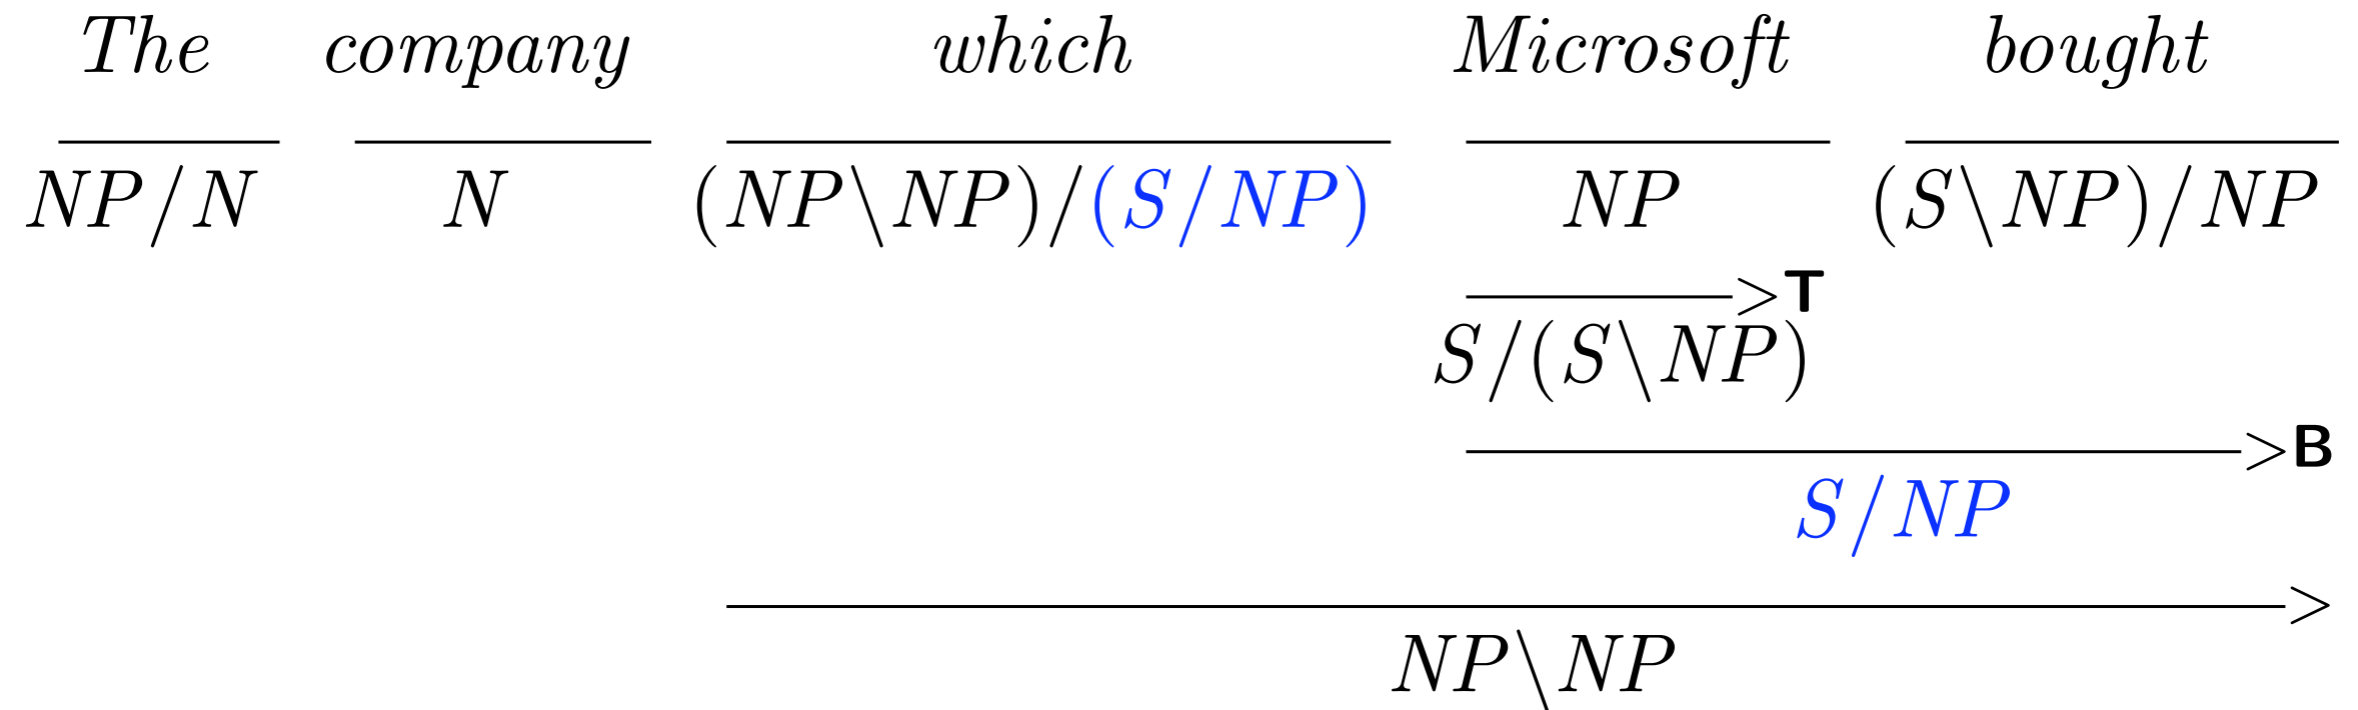 The company which Microsoft bought
NP/N N (NP\NP)/(S/NP) NP (S\NP)/NP
>T
S/(S\NP)
>B
S/NP
>
NP\NP